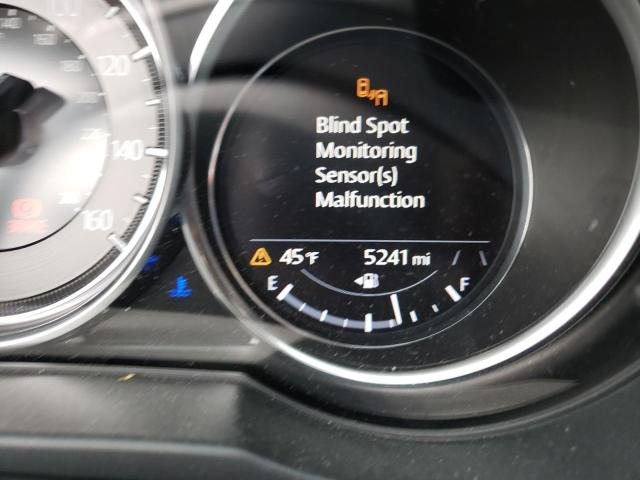 120
140
160
Blind Spot
Monitoring
Sensor(s)
Malfunction
45°F
5241 mi
E
F